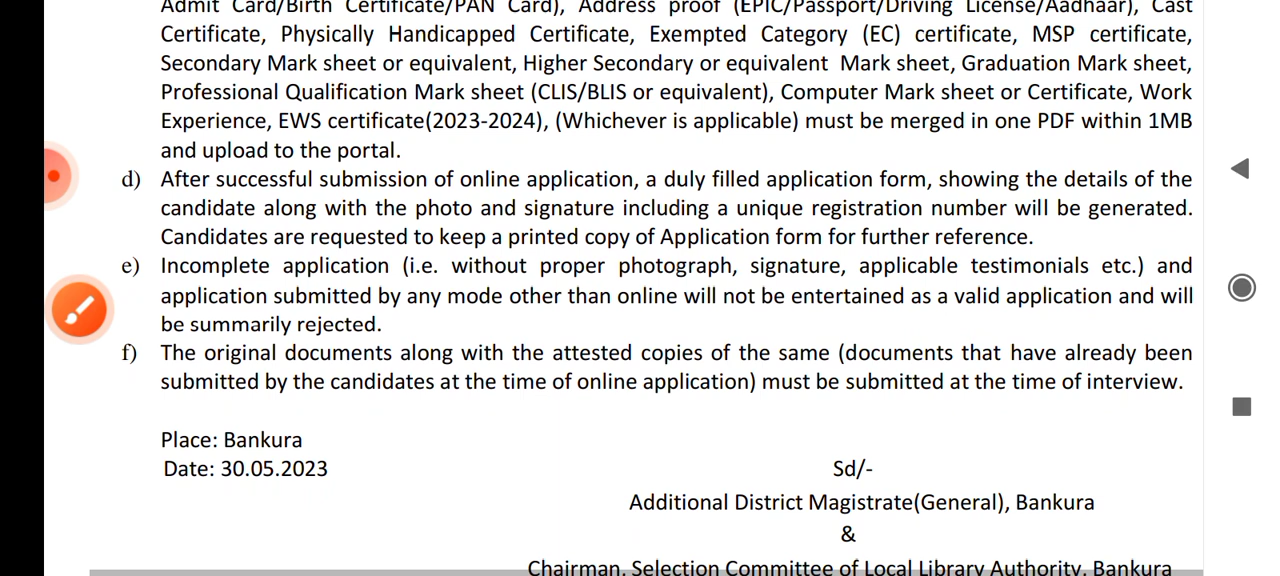 Admit Card/Birth Certificate/PAN Card), Address proof (EPIC/Passport/Driving License/Aadhaar), Cast
Certificate, Physically Handicapped Certificate, Exempted Category (EC) certificate, MSP certificate,
Secondary Mark sheet or equivalent, Higher Secondary or equivalent Mark sheet, Graduation Mark sheet,
Professional Qualification Mark sheet (CLIS/BLIS or equivalent), Computer Mark sheet or Certificate, Work
Experience, EWS certificate(2023-2024), (Whichever is applicable) must be merged in one PDF within 1MB
and upload to the portal.
d) After successful submission of online application, a duly filled application form, showing the details of the
candidate along with the photo and signature including a unique registration number will be generated.
Candidates are requested to keep a printed copy of Application form for further reference.
e) Incomplete application (i.e. without proper photograph, signature, applicable testimonials etc.) and
application submitted by any mode other than online will not be entertained as a valid application and will
be summarily rejected.
f) The original documents along with the attested copies of the same (documents that have already been
submitted by the candidates at the time of online application) must be submitted at the time of interview.
Place: Bankura
Date: 30.05.2023
Sd/-
Additional District Magistrate(General), Bankura
&
Chairman, Selection Committee of Local Library Authority, Bankura